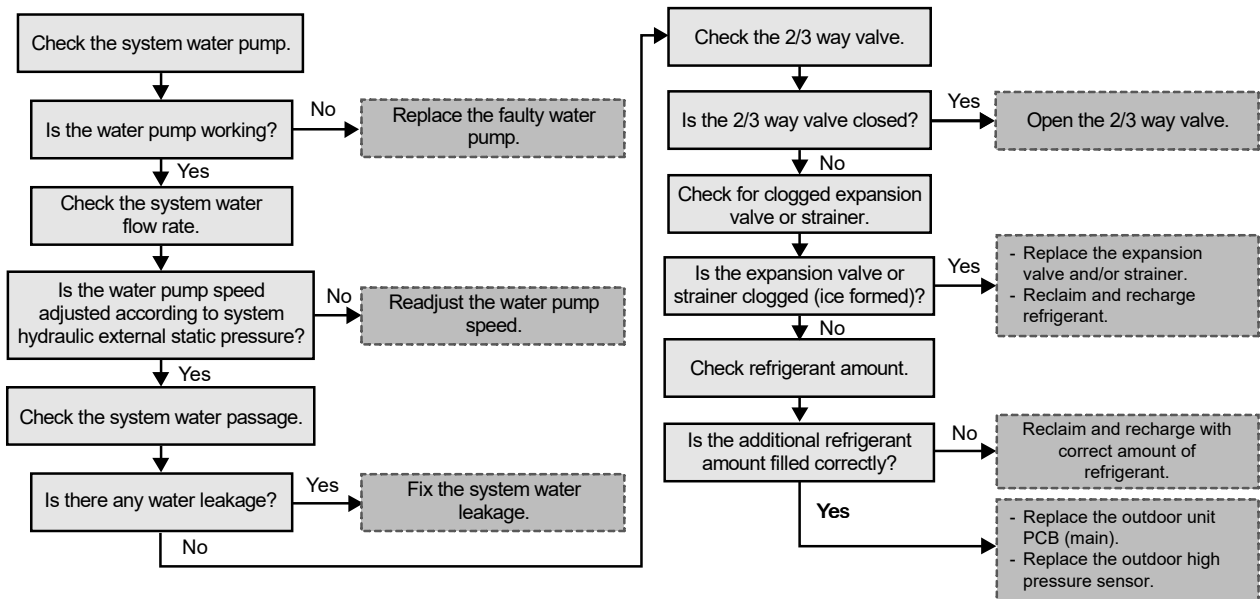 Check the system water pump.
Is the water pump working?
No
Replace the faulty water
pump.
Yes
Check the system water
flow rate.
Is the water pump speed
adjusted according to system
hydraulic external static pressure?
No
Readjust the water pump
speed.
Yes
Check the system water passage.
Is there any water leakage?
Yes
Fix the system water
leakage.
No
Check the 2/3 way valve.
Is the 2/3 way valve closed?
Yes
Open the 2/3 way valve.
No
Check for clogged expansion
valve or strainer.
Is the expansion valve or
strainer clogged (ice formed)?
Yes
- Replace the expansion
valve and/or strainer.
- Reclaim and recharge
refrigerant.
No
Check refrigerant amount.
Is the additional refrigerant
amount filled correctly?
No
Reclaim and recharge with
correct amount of
refrigerant.
Yes
- Replace the outdoor unit
PCB (main).
- Replace the outdoor high
pressure sensor.